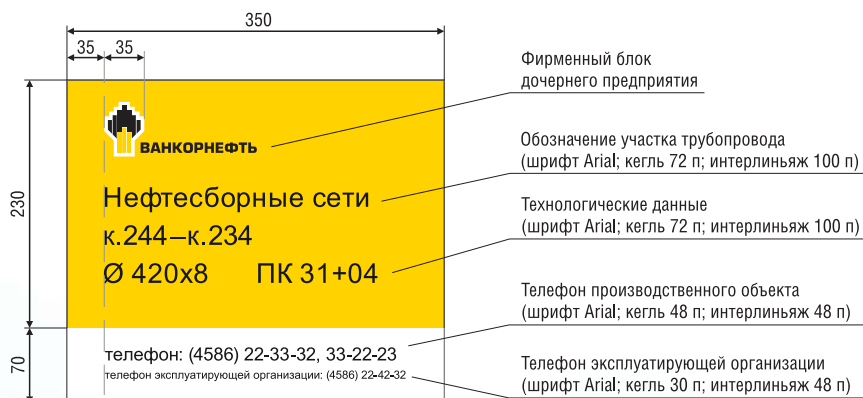 350
35
35
230
70
ВАНКОРНЕФТЬ
Нефтесборные сети
к.244–к.234
Ø 420х8 ПК 31+04
телефон: (4586) 22-33-32, 33-22-23
телефон эксплуатирующей организации: (4586) 22-42-32
Фирменный блок
дочернего предприятия
Обозначение участка трубопровода
(шрифт Arial; кегль 72 п; интерлиньяж 100 п)
Технологические данные
(шрифт Arial; кегль 72 п; интерлиньяж 100 п)
Телефон производственного объекта
(шрифт Arial; кегль 48 п; интерлиньяж 48 п)
Телефон эксплуатирующей организации
(шрифт Arial; кегль 30 п; интерлиньяж 48 п)